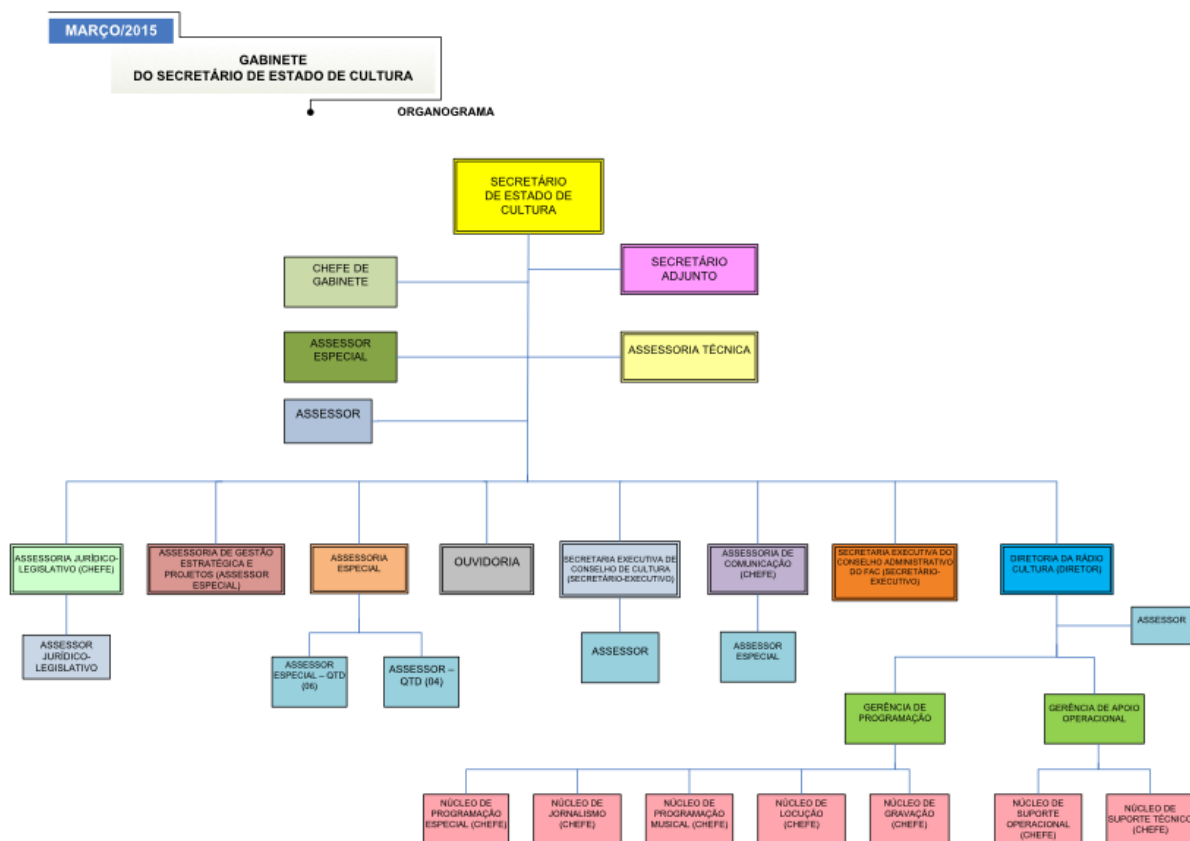 MARÇO/2015
GABINETE
DO SECRETÁRIO DE ESTADO DE CULTURA
ORGANOGRAMA
SECRETÁRIO
DE ESTADO DE
CULTURA
CHEFE DE
GABINETE
SECRETÁRIO
ADJUNTO
ASSESSOR
ESPECIAL
ASSESSORIA TÉCNICA
ASSESSOR
ASSESSORIA JURÍDICO-
LEGISLATIVO (CHEFE)
ASSESSORIA DE GESTÃO
ESTRATÉGICA E
PROJETOS (ASSESSOR
ESPECIAL)
ASSESSORIA
ESPECIAL
OUVIDORIA
SECRETARIA EXECUTIVA DE
CONSELHO DE CULTURA
(SECRETÁRIO-EXECUTIVO)
ASSESSORIA DE
COMUNICAÇÃO
(CHEFE)
SECRETARIA EXECUTIVA DO
CONSELHO ADMINISTRATIVO
DO FAC (SECRETÁRIO-
EXECUTIVO)
DIRETORIA DA RÁDIO
CULTURA (DIRETOR)
ASSESSOR
JURÍDICO-
LEGISLATIVO
ASSESSOR
ESPECIAL – QTD
(06)
ASSESSOR –
QTD (04)
ASSESSOR
ASSESSOR
ESPECIAL
ASSESSOR
GERÊNCIA DE
PROGRAMAÇÃO
GERÊNCIA DE APOIO
OPERACIONAL
NÚCLEO DE
PROGRAMAÇÃO
ESPECIAL (CHEFE)
NÚCLEO DE
JORNALISMO
(CHEFE)
NÚCLEO DE
PROGRAMAÇÃO
MUSICAL (CHEFE)
NÚCLEO DE
LOCUÇÃO
(CHEFE)
NÚCLEO DE
GRAVAÇÃO
(CHEFE)
NÚCLEO DE
SUPORTE
OPERACIONAL
(CHEFE)
NÚCLEO DE
SUPORTE TÉCNICO
(CHEFE)